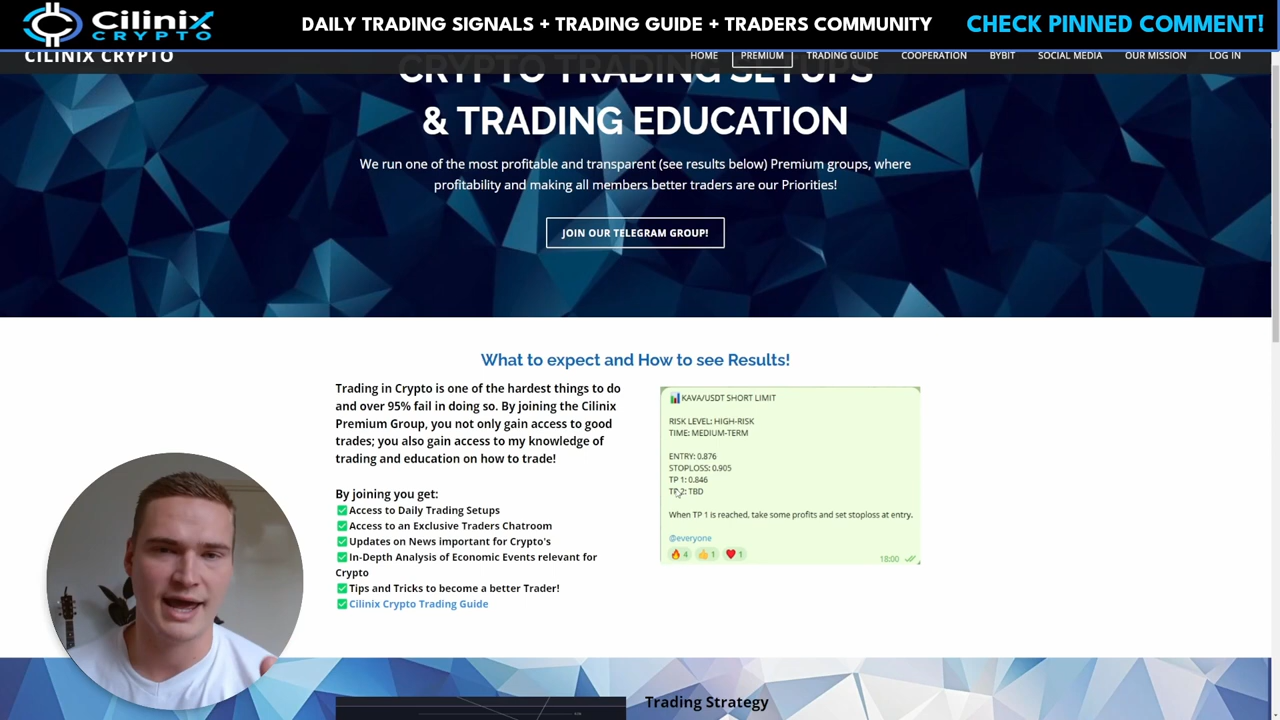 Cilinix
CRYPTO
DAILY TRADING SIGNALS + TRADING GUIDE + TRADERS COMMUNITY
CHECK PINNED COMMENT!
CILINIX CRYPTO
HOME
PREMIUM
TRADING GUIDE
COOPERATION
BYBIT
SOCIAL MEDIA
OUR MISSION
LOG IN
CRYPTO TRADING SETUPS
& TRADING EDUCATION
We run one of the most profitable and transparent (see results below) Premium groups, where
profitability and making all members better traders are our Priorities!
JOIN OUR TELEGRAM GROUP!
What to expect and How to see Results!
Trading in Crypto is one of the hardest things to do
and over 95% fail in doing so. By joining the Cilinix
Premium Group, you not only gain access to good
trades; you also gain access to my knowledge of
trading and education on how to trade!
By joining you get:
✅Access to Daily Trading Setups
✅Access to an Exclusive Traders Chatroom
✅Updates on News important for Crypto's
✅In-Depth Analysis of Economic Events relevant for
Crypto
✅Tips and Tricks to become a better Trader!
✅Cilinix Crypto Trading Guide
📊KAVA/USDT SHORT LIMIT
RISK LEVEL: HIGH-RISK
TIME: MEDIUM-TERM
ENTRY: 0.876
STOPLOSS: 0.905
TP 1: 0.846
TP 2: TBD
When TP 1 is reached, take some profits and set stoploss at entry.
@everyone
🔥4 👍1 ❤️1
18:00
Trading Strategy